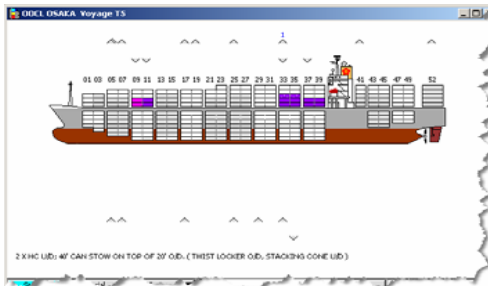 OOCL OSAKA Voyage TS
1
01 03 05 07 09 11 13 15 17 19 21 23 25 27 29 31 33 35 37 39 41 43 45 47 49 52
2 X HC U/D; 40' CAN STOW ON TOP OF 20' O/D. ( TWIST LOCKER O/D, STACKING CONE U/D )